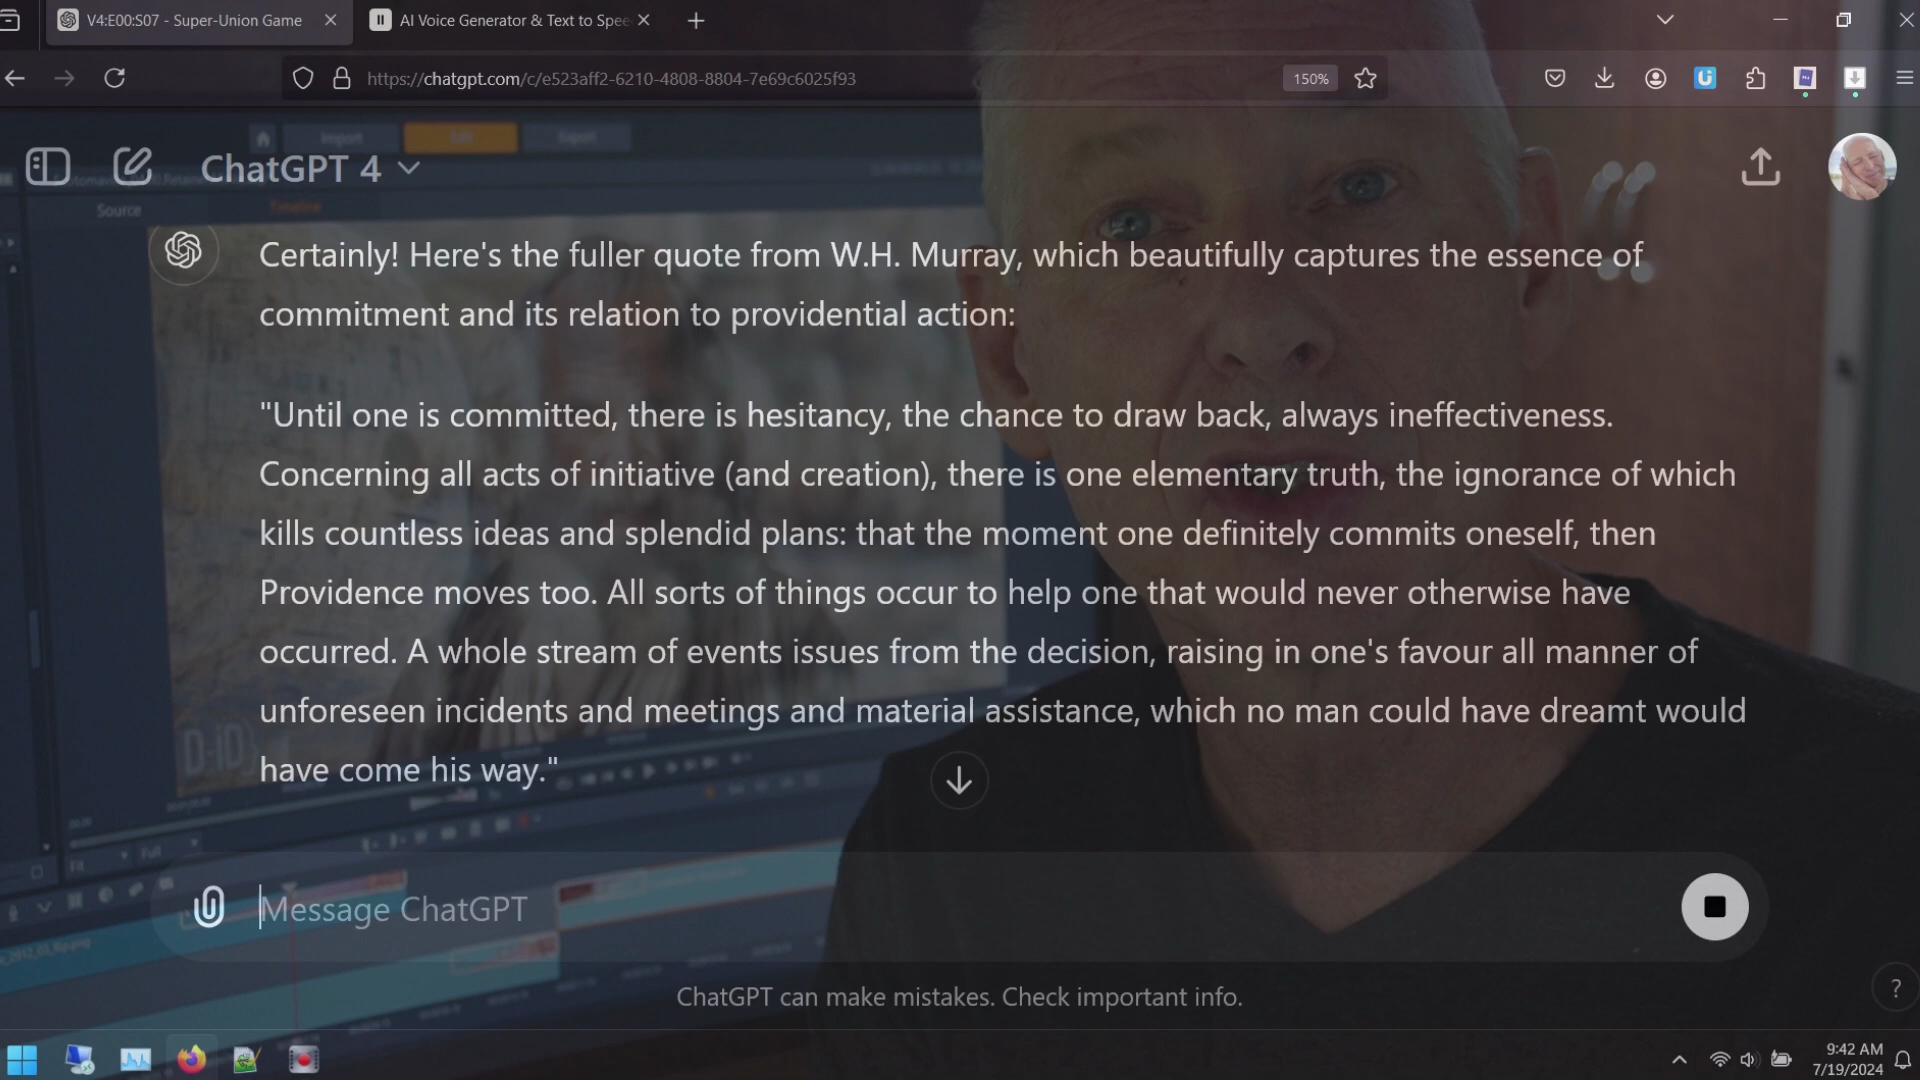 V4:E00:S07 - Super-Union Game
AI Voice Generator & Text to Spee
https://chatgpt.com/c/e523aff2-6210-4808-8804-7e69c6025f93
150%
Import
Edit
Export
ChatGPT 4
Source
Timeline
Certainly! Here's the fuller quote from W.H. Murray, which beautifully captures the essence of
commitment and its relation to providential action:
"Until one is committed, there is hesitancy, the chance to draw back, always ineffectiveness.
Concerning all acts of initiative (and creation), there is one elementary truth, the ignorance of which
kills countless ideas and splendid plans: that the moment one definitely commits oneself, then
Providence moves too. All sorts of things occur to help one that would never otherwise have
occurred. A whole stream of events issues from the decision, raising in one's favour all manner of
unforeseen incidents and meetings and material assistance, which no man could have dreamt would
have come his way."
D-iD
Fit
Full
Message ChatGPT
ChatGPT can make mistakes. Check important info.
?
9:42 AM
7/19/2024